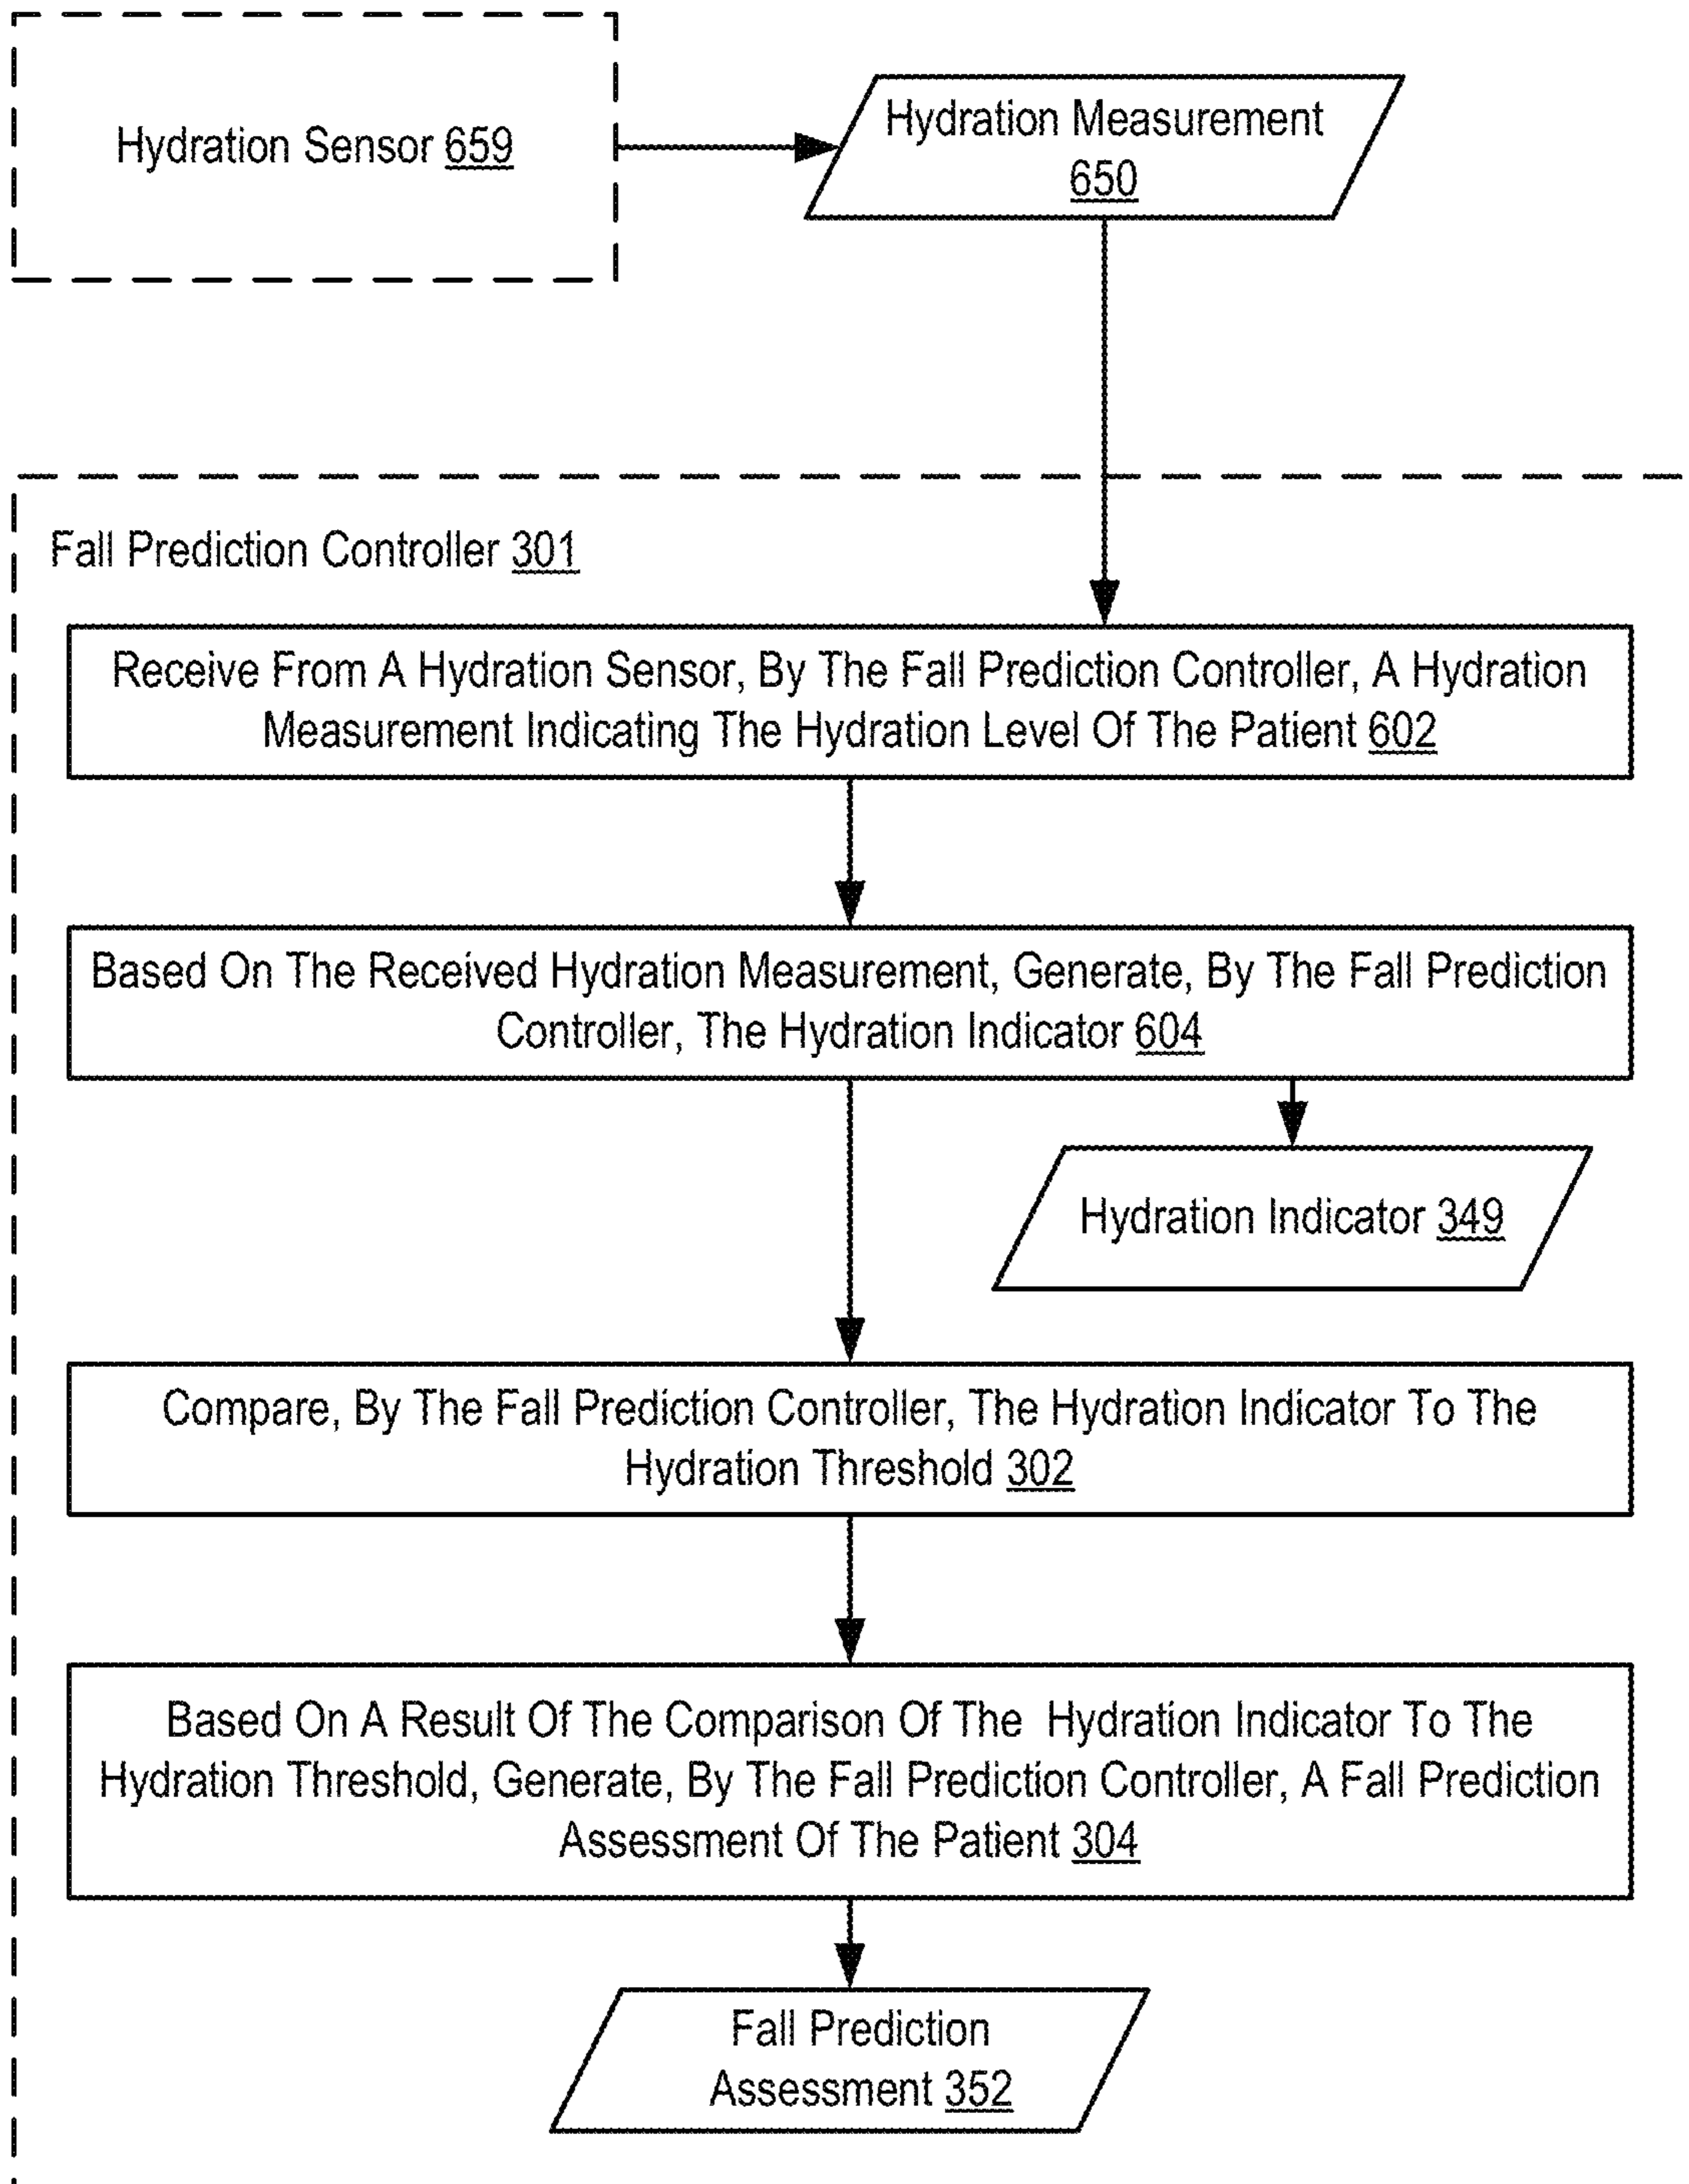 Hydration Sensor 659
Hydration Measurement
650
Fall Prediction Controller 301
Receive From A Hydration Sensor, By The Fall Prediction Controller, A Hydration
Measurement Indicating The Hydration Level Of The Patient 602
Based On The Received Hydration Measurement, Generate, By The Fall Prediction
Controller, The Hydration Indicator 604
Hydration Indicator 349
Compare, By The Fall Prediction Controller, The Hydration Indicator To The
Hydration Threshold 302
Based On A Result Of The Comparison Of The Hydration Indicator To The
Hydration Threshold, Generate, By The Fall Prediction Controller, A Fall Prediction
Assessment Of The Patient 304
Fall Prediction
Assessment 352